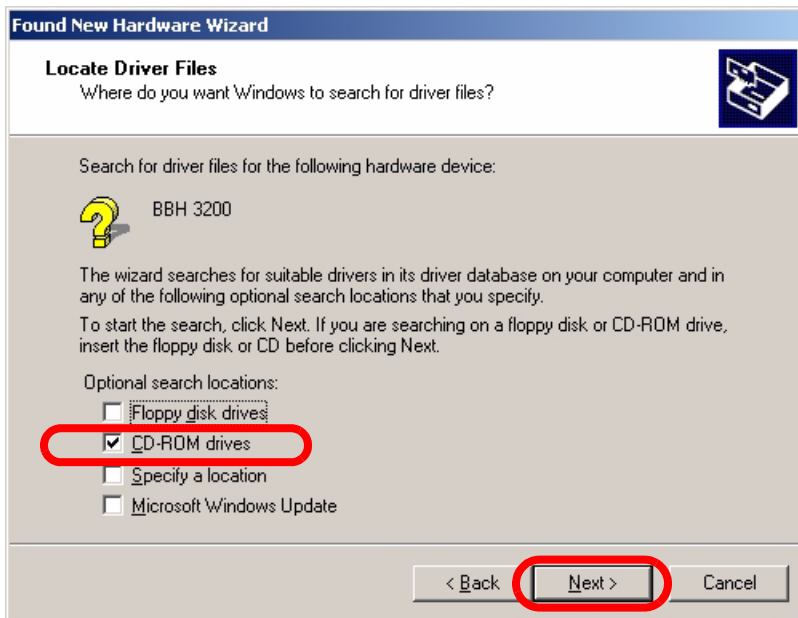 Found New Hardware Wizard
Locate Driver Files
Where do you want Windows to search for driver files?
Search for driver files for the following hardware device:
BBH 3200
The wizard searches for suitable drivers in its driver database on your computer and in
any of the following optional search locations that you specify.
To start the search, click Next. If you are searching on a floppy disk or CD-ROM drive,
insert the floppy disk or CD before clicking Next.
Optional search locations:
Floppy disk drives
CD-ROM drives
Specify a location
Microsoft Windows Update
< Back Next > Cancel